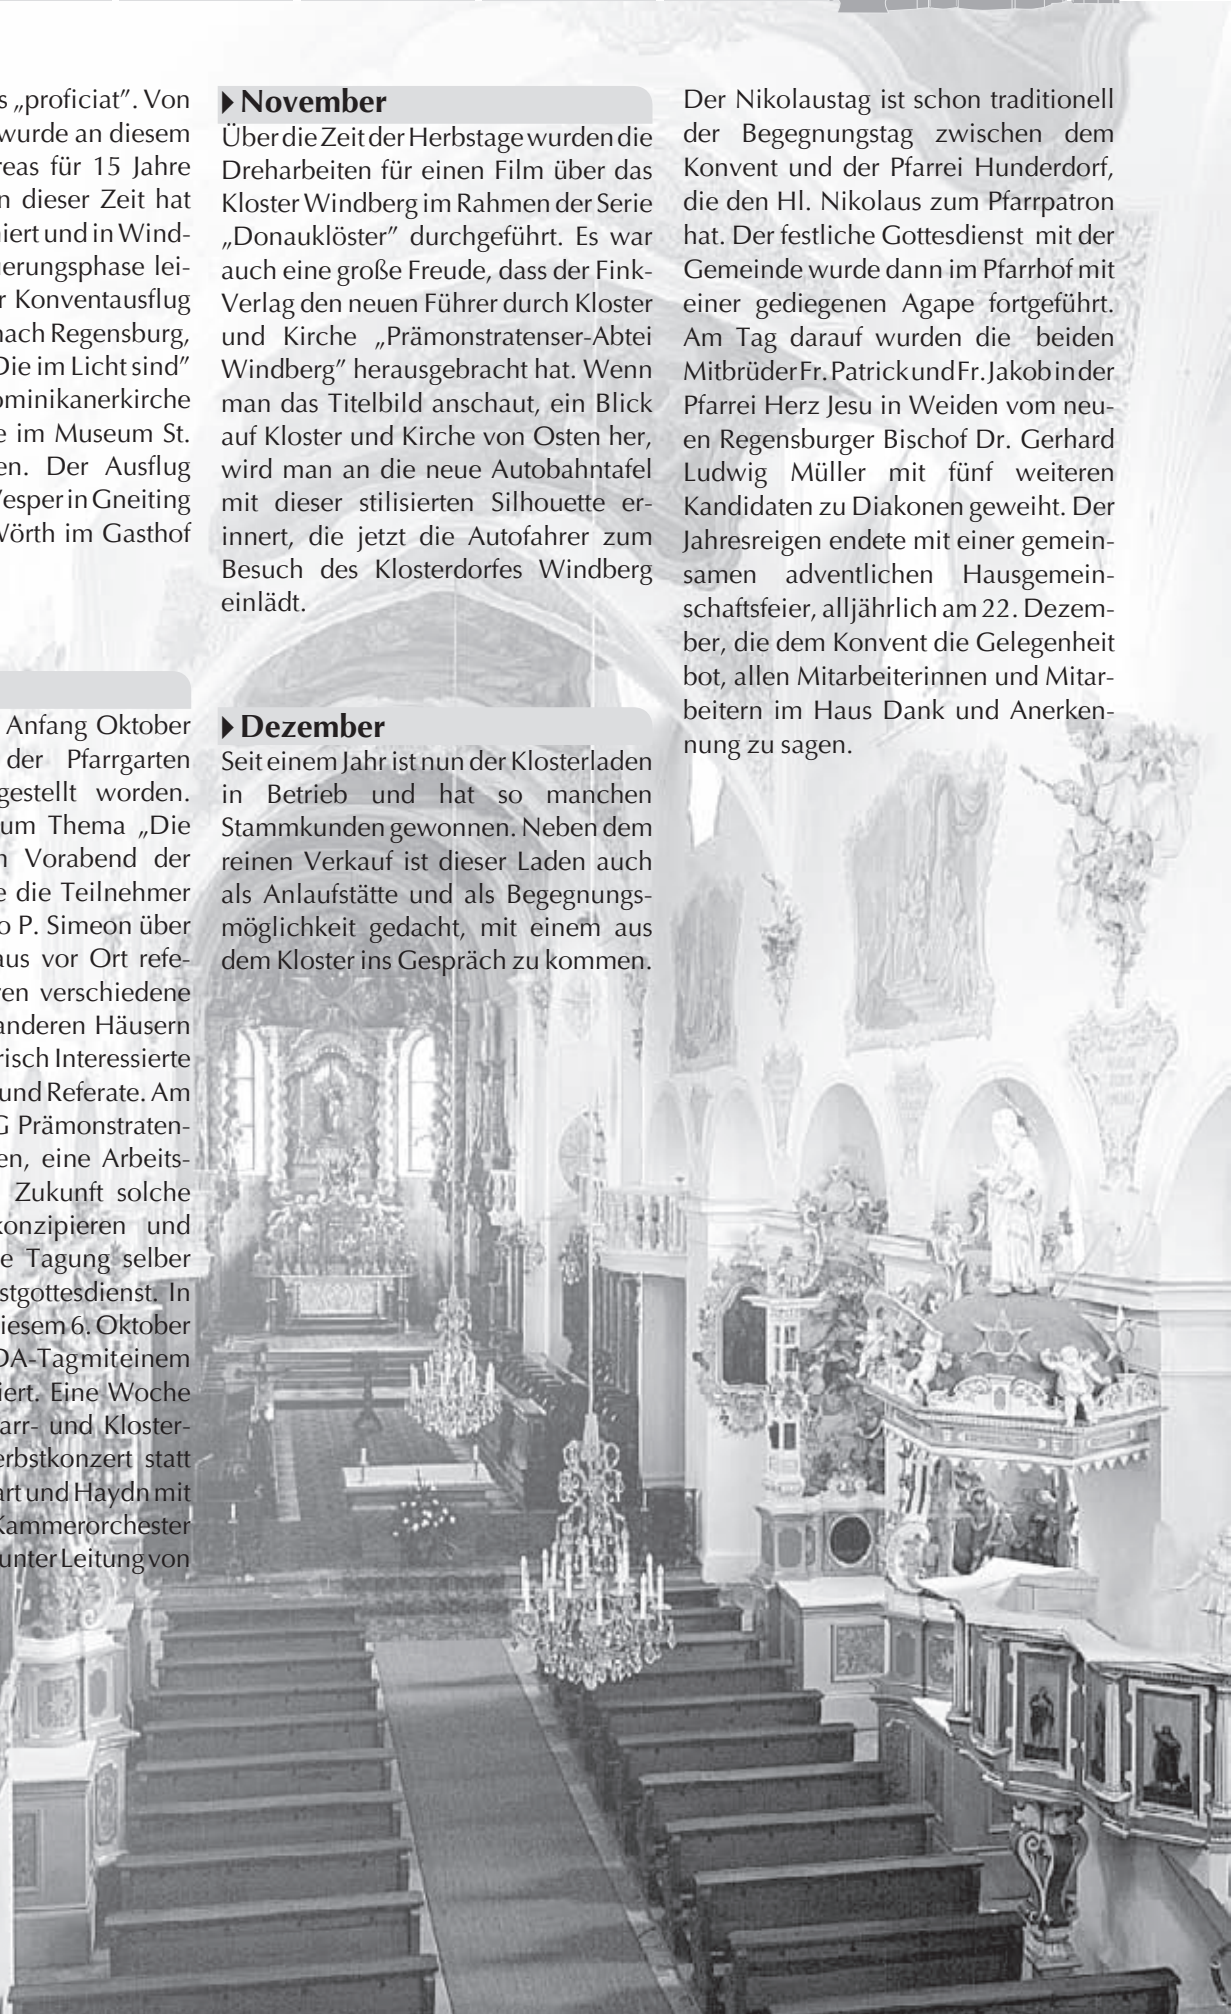 s „proficiat”. Von
wurde an diesem
reas für 15 Jahre
n dieser Zeit hat
iert und in Wind-
erungsphase lei-
r Konventausflug
nach Regensburg,
Die im Licht sind”
ominikanerkirche
e im Museum St.
en. Der Ausflug
Vesper in Gneiting
Wörth im Gasthof
Anfang Oktober
der Pfarrgarten
gestellt worden.
um Thema „Die
n Vorabend der
e die Teilnehmer
o P. Simeon über
aus vor Ort refe-
ren verschiedene
anderen Häusern
risch Interessierte
und Referate. Am
G Prämonstraten-
en, eine Arbeits-
Zukunft solche
konzipieren und
e Tagung selber
stgottesdienst. In
iesem 6. Oktober
DA-Tag mit einem
iert. Eine Woche
arr- und Kloster-
erbstkonzert statt
art und Haydn mit
Kammerorchester
unter Leitung von
November
Über die Zeit der Herbstage wurden die
Dreharbeiten für einen Film über das
Kloster Windberg im Rahmen der Serie
„Donauklöster” durchgeführt. Es war
auch eine große Freude, dass der Fink-
Verlag den neuen Führer durch Kloster
und Kirche „Prämonstratenser-Abtei
Windberg” herausgebracht hat. Wenn
man das Titelbild anschaut, ein Blick
auf Kloster und Kirche von Osten her,
wird man an die neue Autobahntafel
mit dieser stilisierten Silhouette er-
innert, die jetzt die Autofahrer zum
Besuch des Klosterdorfes Windberg
einlädt.
Dezember
Seit einem Jahr ist nun der Klosterladen
in Betrieb und hat so manchen
Stammkunden gewonnen. Neben dem
reinen Verkauf ist dieser Laden auch
als Anlaufstätte und als Begegnungs-
möglichkeit gedacht, mit einem aus
dem Kloster ins Gespräch zu kommen.
Der Nikolaustag ist schon traditionell
der Begegnungstag zwischen dem
Konvent und der Pfarrei Hunderdorf,
die den Hl. Nikolaus zum Pfarrpatron
hat. Der festliche Gottesdienst mit der
Gemeinde wurde dann im Pfarrhof mit
einer gediegenen Agape fortgeführt.
Am Tag darauf wurden die beiden
Mitbrüder Fr. Patrick und Fr. Jakob in der
Pfarrei Herz Jesu in Weiden vom neu-
en Regensburger Bischof Dr. Gerhard
Ludwig Müller mit fünf weiteren
Kandidaten zu Diakonen geweiht. Der
Jahresreigen endete mit einer gemein-
samen adventlichen Hausgemein-
schaftsfeier, alljährlich am 22. Dezem-
ber, die dem Konvent die Gelegenheit
bot, allen Mitarbeiterinnen und Mitar-
beitern im Haus Dank und Anerken-
nung zu sagen.